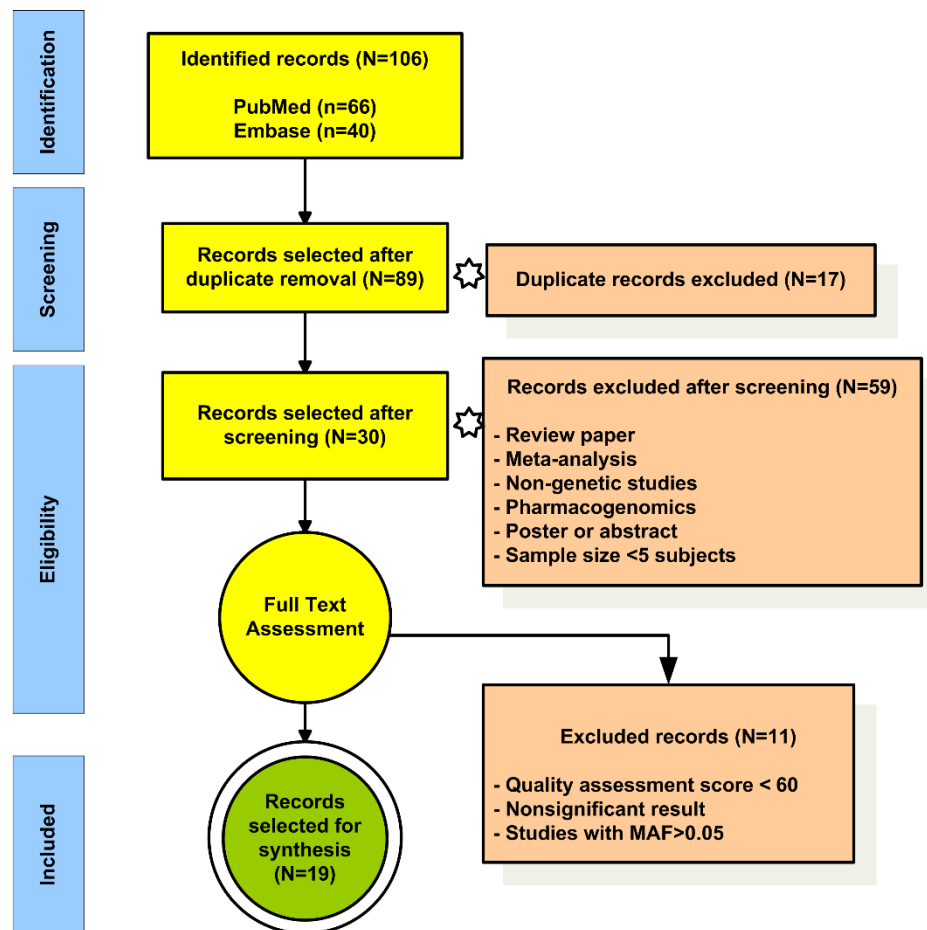 Identification
Identified records (N=106)
PubMed (n=66)
Embase (n=40)
Screening
Records selected after
duplicate removal (N=89)
Duplicate records excluded (N=17)
Eligibility
Records selected after
screening (N=30)
Records excluded after screening (N=59)
- Review paper
- Meta-analysis
- Non-genetic studies
- Pharmacogenomics
- Poster or abstract
- Sample size <5 subjects
Full Text
Assessment
Excluded records (N=11)
- Quality assessment score < 60
- Nonsignificant result
- Studies with MAF>0.05
Included
Records
selected for
synthesis
(N=19)